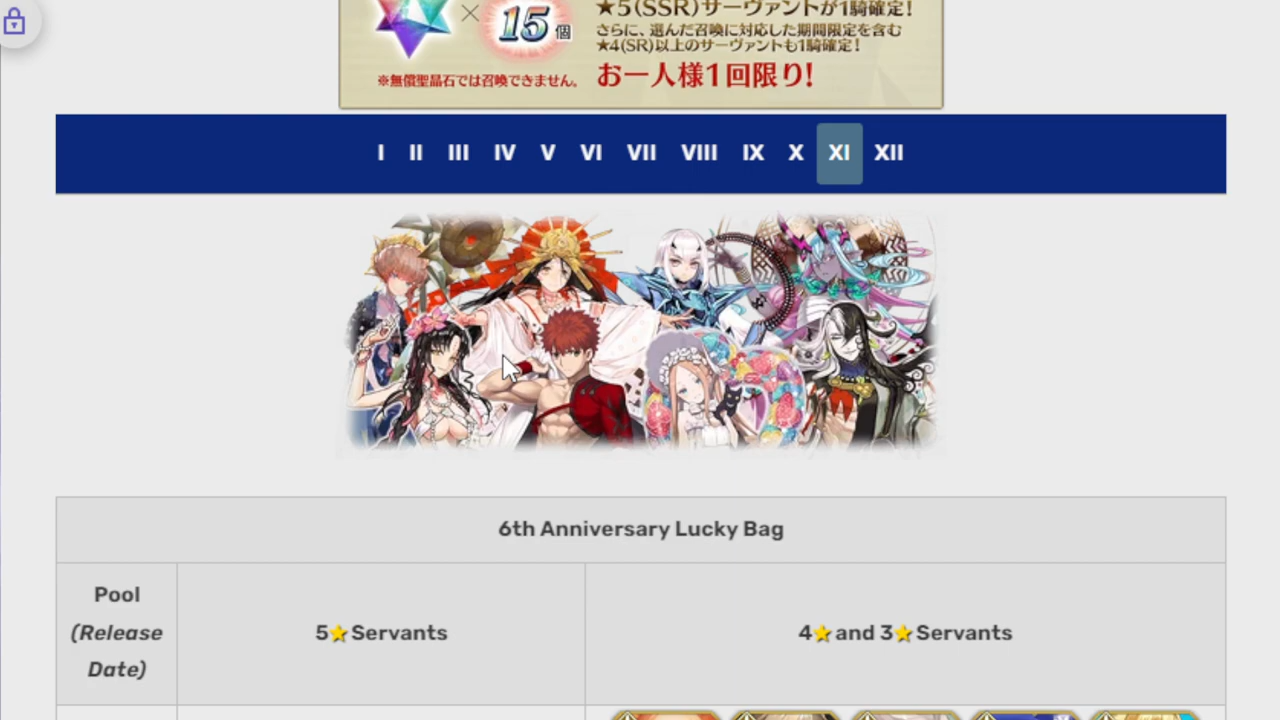 ★5(SSR)サーヴァントが1騎確定!
× 15個
さらに、選んだ召喚に対応した期間限定を含む
★4(SR)以上のサーヴァントも1騎確定!
※無償聖晶石では召喚できません。
お一人様1回限り!
I II III IV V VI VII VIII IX X XI XII
6th Anniversary Lucky Bag
Pool
(Release
Date)
5⭐Servants
4⭐and 3⭐Servants